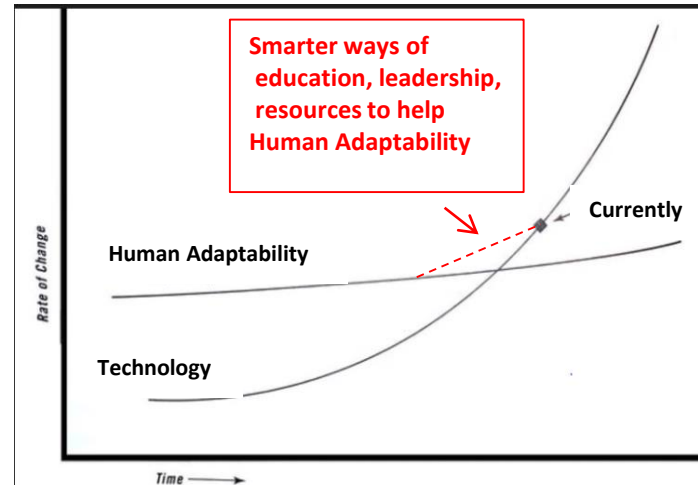 Smarter ways of
education, leadership,
resources to help
Human Adaptability
Currently
Human Adaptability
Technology
Rate of Change
Time